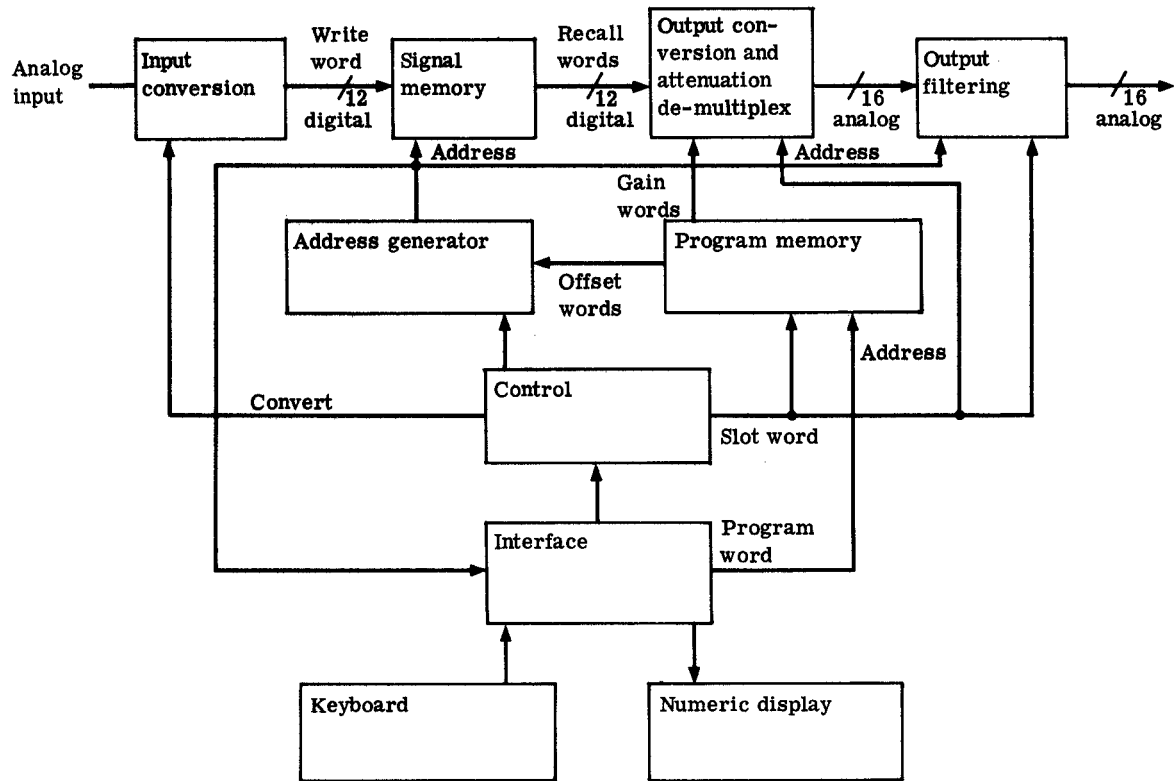 Analog
input
Input
conversion
Write
word
12
digital
Signal
memory
Recall
words
12
digital
Output con-
version and
attenuation
de-multiplex
16
analog
Output
filtering
16
analog
Address
Address
Gain
words
Address generator
Program memory
Offset
words
Address
Control
Convert
Slot word
Interface
Program
word
Keyboard
Numeric display